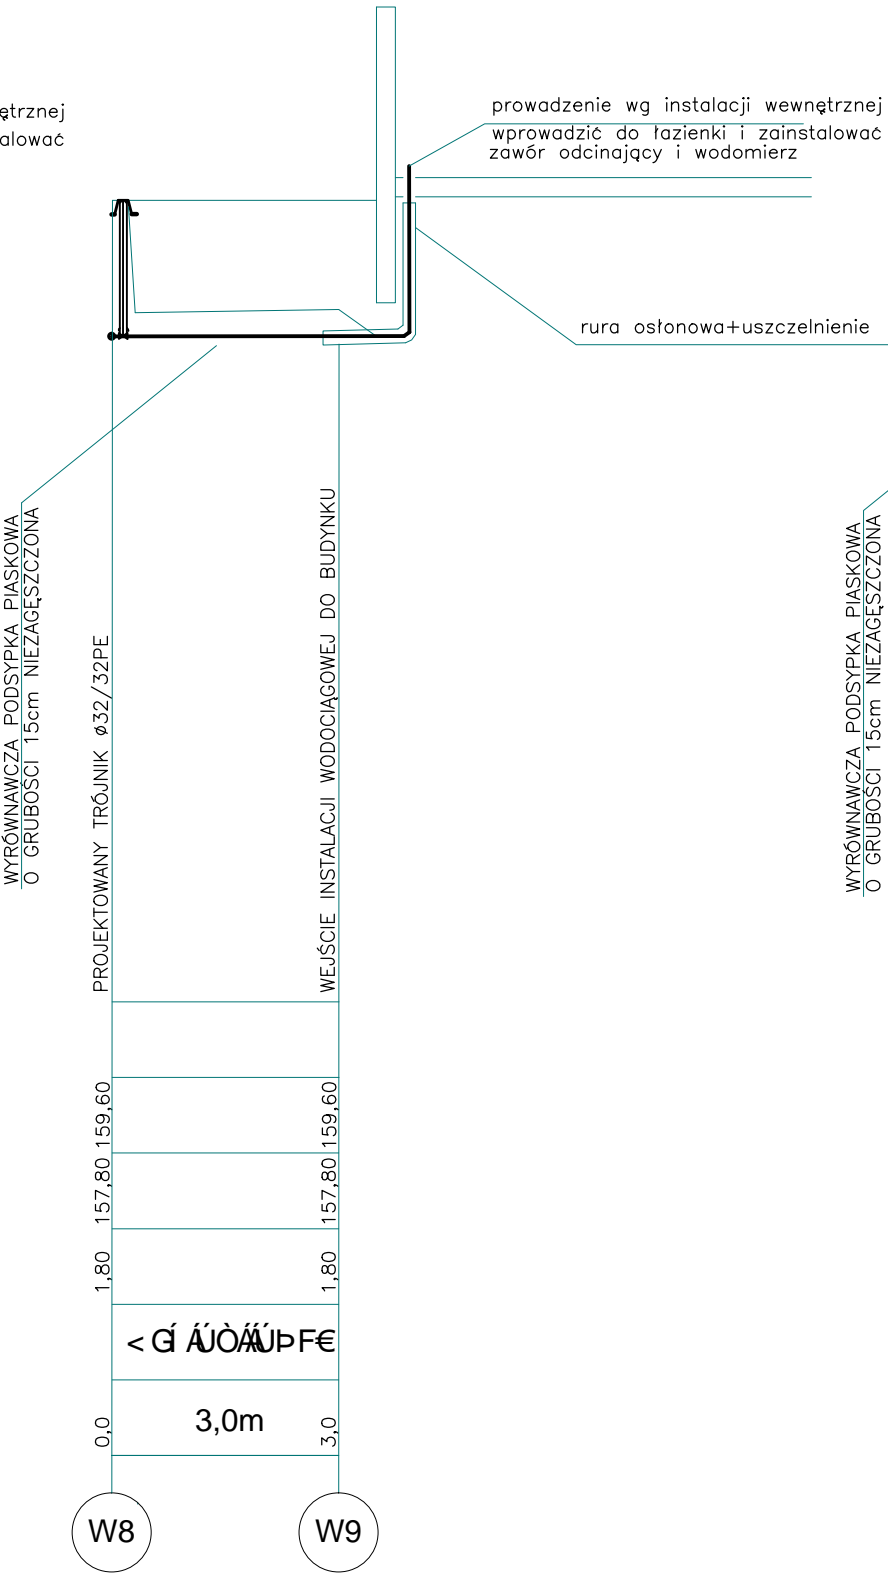 ętrznej
alować
prowadzenie wg instalacji wewnętrznej
wprowadzić do łazienki i zainstalować
zawór odcinający i wodomierz
rura osłonowa+uszczelnienie
WYRÓWNAWCZA PODSYPKA PIASKOWA
O GRUBOŚCI 15cm NIEZAGĘSZCZONA
PROJEKTOWANY TRÓJNIK ø32/32PE
WEJŚCIE INSTALACJI WODOCIĄGOWEJ DO BUDYNKU
WYRÓWNAWCZA PODSYPKA PIASKOWA
O GRUBOŚCI 15cm NIEZAGĘSZCZONA
159,60
159,60
157,80
157,80
1,80
1,80
0,0
3,0m
3,0
W8
W9